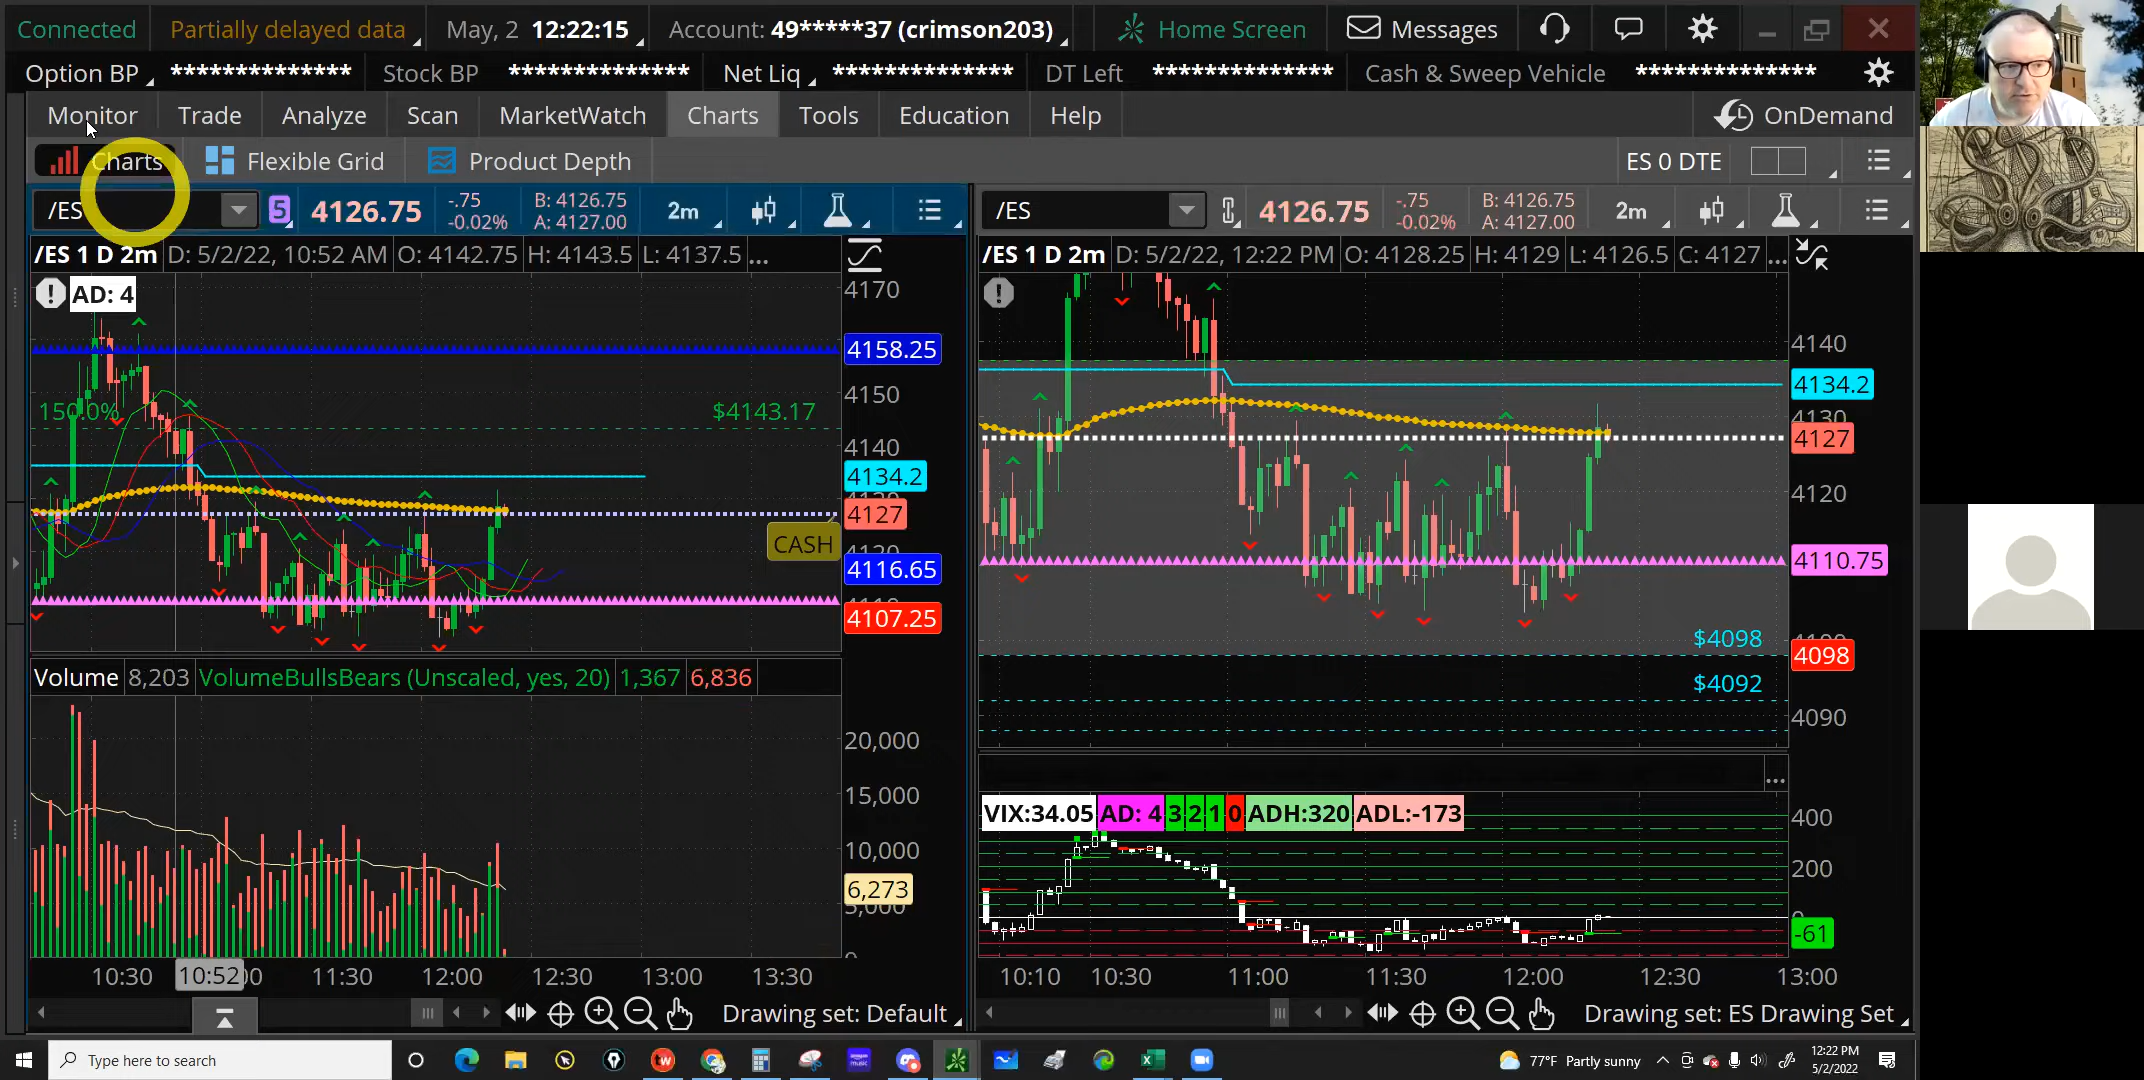 Connected Partially delayed data May, 2 12:22:15 Account: 49*****37 (crimson203) Home Screen Messages
Option BP ************** Stock BP ************** Net Liq ************** DT Left ************** Cash & Sweep Vehicle **************
Monitor Trade Analyze Scan MarketWatch Charts Tools Education Help OnDemand
Charts Flexible Grid Product Depth ES 0 DTE
/ES 5 4126.75 -.75 -0.02% B: 4126.75 A: 4127.00 2m
/ES 1 D 2m D: 5/2/22, 10:52 AM O: 4142.75 H: 4143.5 L: 4137.5 ...
AD: 4
4170
4158.25
4150
150.0% $4143.17
4140
4134.2
4127
CASH
4116.65
4107.25
Volume 8,203 VolumeBullsBears (Unscaled, yes, 20) 1,367 6,836
20,000
15,000
10,000
6,273
5,000
0
10:30 10:52 11:30 12:00 12:30 13:00 13:30
Drawing set: Default
/ES 4126.75 -.75 -0.02% B: 4126.75 A: 4127.00 2m
/ES 1 D 2m D: 5/2/22, 12:22 PM O: 4128.25 H: 4129 L: 4126.5 C: 4127 ...
4140
4134.2
4130
4127
4120
4110.75
$4098
4098
$4092
4090
VIX:34.05 AD: 4 3 2 1 0 ADH:320 ADL:-173
400
200
0
-61
10:10 10:30 11:00 11:30 12:00 12:30 13:00
Drawing set: ES Drawing Set
Type here to search
77°F Partly sunny
12:22 PM
5/2/2022